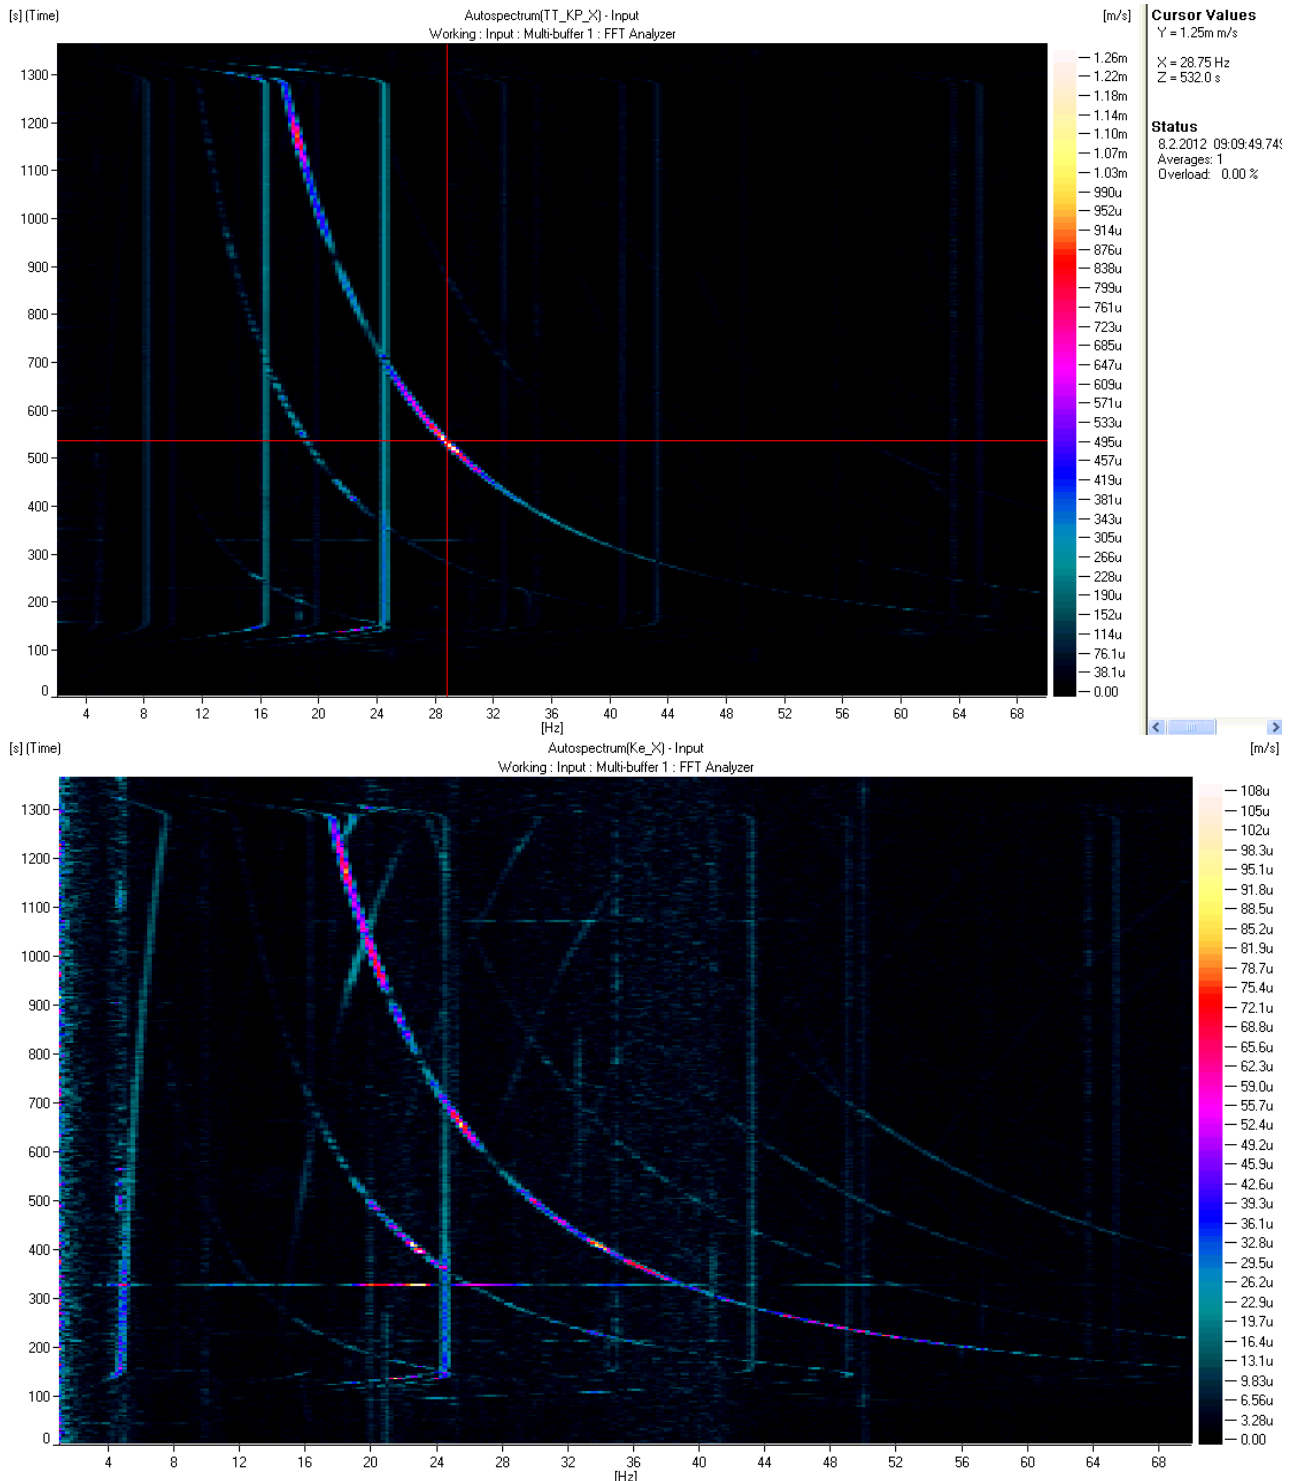 [s] (Time)
Autospectrum(TT_KP_X) - Input
[m/s]
Working : Input : Multi-buffer 1 : FFT Analyzer
Cursor Values
Y = 1.25m m/s
X = 28.75 Hz
Z = 532.0 s
Status
8.2.2012 09:09:49.749
Averages: 1
Overload: 0.00 %
1300
1200
1100
1000
900
800
700
600
500
400
300
200
100
0
1.26m
1.22m
1.18m
1.14m
1.10m
1.07m
1.03m
990u
952u
914u
876u
838u
799u
761u
723u
685u
647u
609u
571u
533u
495u
457u
419u
381u
343u
305u
266u
228u
190u
152u
114u
76.1u
38.1u
0.00
4 8 12 16 20 24 28 32 36 40 44 48 52 56 60 64 68
[Hz]
[s] (Time)
Autospectrum(Ke_X) - Input
[m/s]
Working : Input : Multi-buffer 1 : FFT Analyzer
1300
1200
1100
1000
900
800
700
600
500
400
300
200
100
0
108u
105u
102u
98.3u
95.1u
91.8u
88.5u
85.2u
81.9u
78.7u
75.4u
72.1u
68.8u
65.6u
62.3u
59.0u
55.7u
52.4u
49.2u
45.9u
42.6u
39.3u
36.1u
32.8u
29.5u
26.2u
22.9u
19.7u
16.4u
13.1u
9.83u
6.56u
3.28u
0.00
4 8 12 16 20 24 28 32 36 40 44 48 52 56 60 64 68
[Hz]